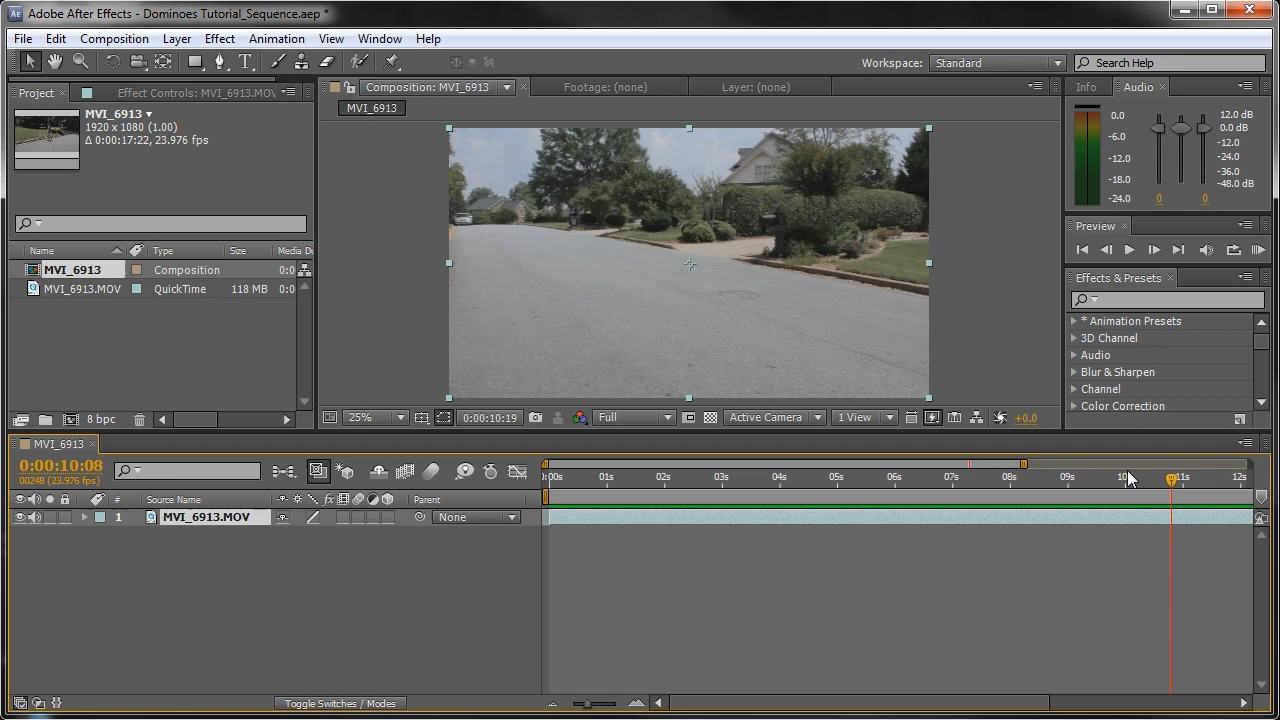 Adobe After Effects - Dominoes Tutorial_Sequence.aep *
File Edit Composition Layer Effect Animation View Window Help
Workspace: Standard Search Help
Project Effect Controls: MVI_6913.MOV
MVI_6913
1920 x 1080 (1.00)
Δ 0:00:17:22, 23.976 fps
Name Type Size Media Du
MVI_6913 Composition 0:0
MVI_6913.MOV QuickTime 118 MB 0:0
8 bpc
Composition: MVI_6913 Footage: (none) Layer: (none)
MVI_6913
25% 0:00:10:19 Full Active Camera 1 View +0.0
Info Audio
0.0
-6.0
-12.0
-18.0
-24.0
12.0 dB
0.0 dB
-12.0
-24.0
-36.0
-48.0 dB
0 0
Preview
Effects & Presets
* Animation Presets
3D Channel
Audio
Blur & Sharpen
Channel
Color Correction
MVI_6913
0:00:10:08
00248 (23.976 fps)
# Source Name Parent
1 MVI_6913.MOV None
:00s 01s 02s 03s 04s 05s 06s 07s 08s 09s 10s 11s 12s
Toggle Switches / Modes